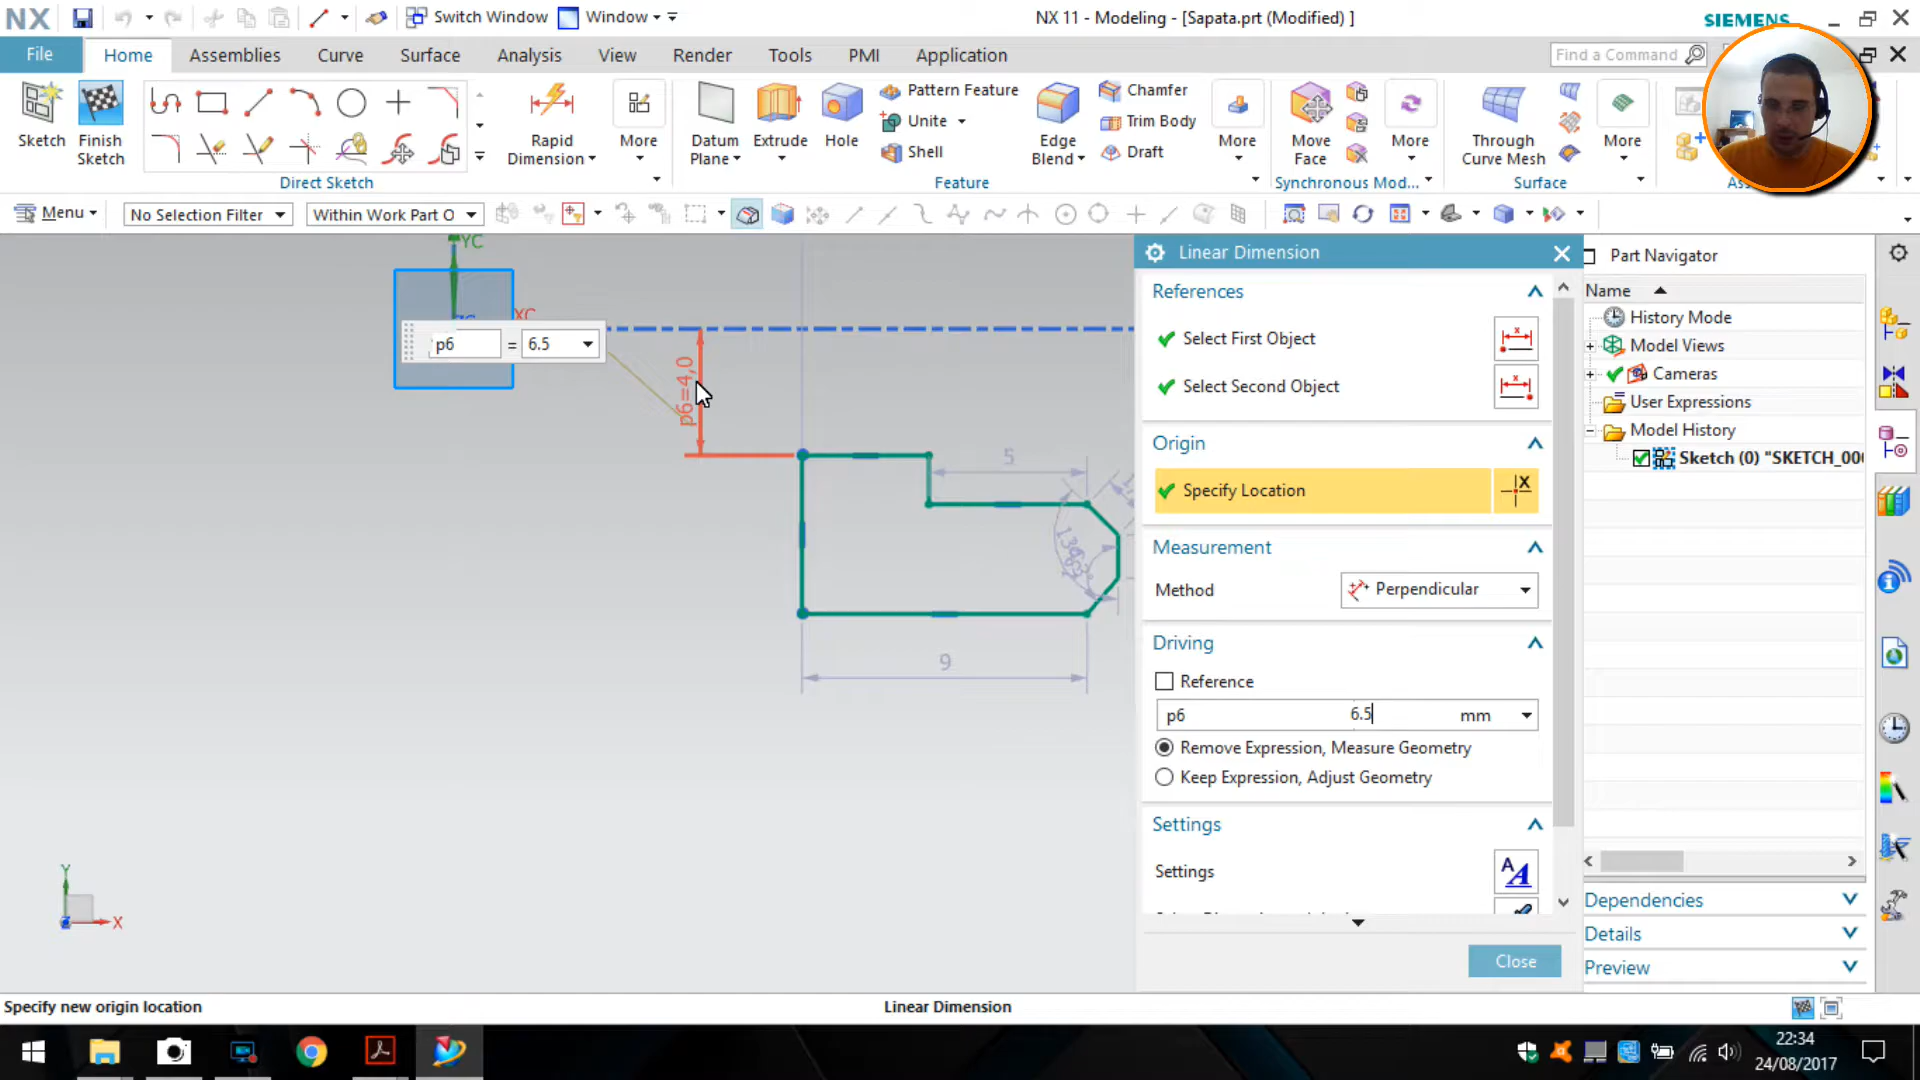 NX
Switch Window
Window
NX 11 - Modeling - [Sapata.prt (Modified) ]
SIEMENS
File
Home
Assemblies
Curve
Surface
Analysis
View
Render
Tools
PMI
Application
Find a Command
Sketch
Finish Sketch
Rapid Dimension
More
Datum Plane
Extrude
Hole
Pattern Feature
Unite
Shell
Edge Blend
Chamfer
Trim Body
Draft
More
Move Face
More
Through Curve Mesh
More
Direct Sketch
Feature
Synchronous Mod...
Surface
Menu
No Selection Filter
Within Work Part O
YC
XC
p6 = 6.5
p6=4,0
5
9
Y
X
Linear Dimension
References
Select First Object
Select Second Object
Origin
Specify Location
Measurement
Method
Perpendicular
Driving
Reference
p6 6.5 mm
Remove Expression, Measure Geometry
Keep Expression, Adjust Geometry
Settings
Settings
Close
Part Navigator
Name
History Mode
Model Views
Cameras
User Expressions
Model History
Sketch (0) "SKETCH_00
Dependencies
Details
Preview
Specify new origin location
Linear Dimension
22:34
24/08/2017